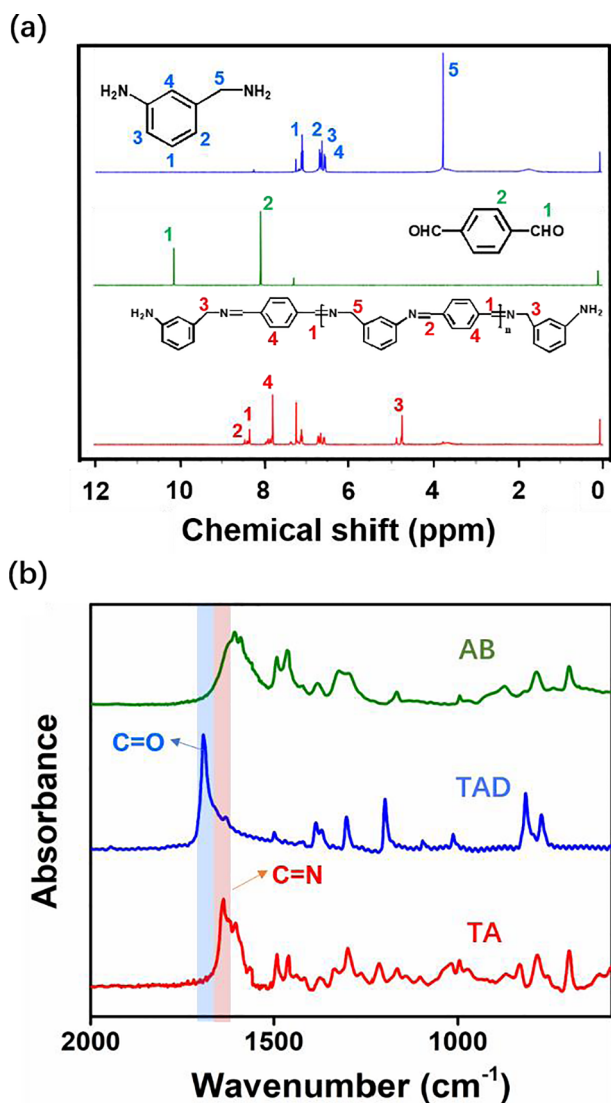 (a)
H₂N 4 5 NH₂
3 2
1
1 2 3 4
5
2 1
OHC CHO
1
2
NH₂
3 N 1 N 5 N 2 1 N 3
H₂N 4 4 n
4
1
2
3
12 10 8 6 4 2 0
Chemical shift (ppm)
(b)
AB
C=O
TAD
C=N
TA
Absorbance
2000 1500 1000
Wavenumber (cm⁻¹)